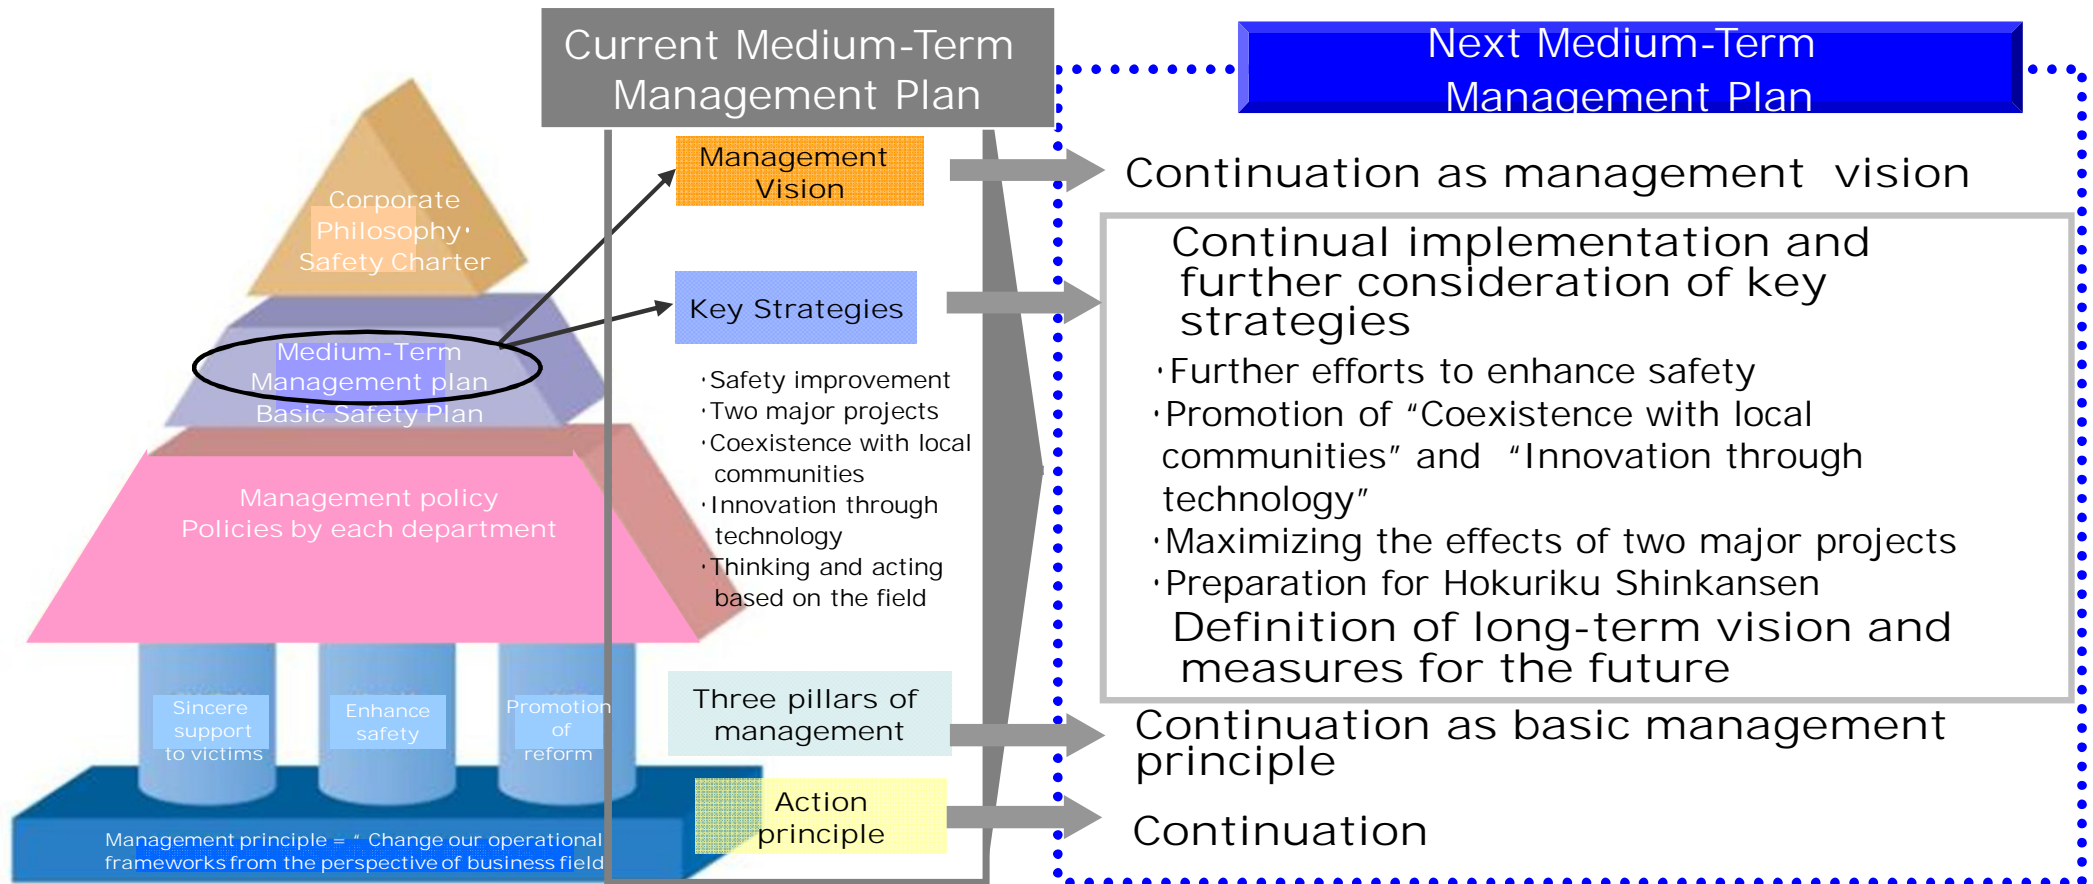 Current Medium-Term
Management Plan
Next Medium-Term
Management Plan
Corporate
Philosophy・
Safety Charter
Medium-Term
Management plan
Basic Safety Plan
Management policy
Policies by each department
Sincere
support
to victims
Enhance
safety
Promotion
of
reform
Management principle = “ Change our operational
frameworks from the perspective of business field
Management
Vision
Key Strategies
・Safety improvement
・Two major projects
・Coexistence with local
communities
・Innovation through
technology
・Thinking and acting
based on the field
Three pillars of
management
Action
principle
Continuation as management vision
Continual implementation and
further consideration of key
strategies
・Further efforts to enhance safety
・Promotion of “Coexistence with local
communities” and “Innovation through
technology”
・Maximizing the effects of two major projects
・Preparation for Hokuriku Shinkansen
Definition of long-term vision and
measures for the future
Continuation as basic management
principle
Continuation